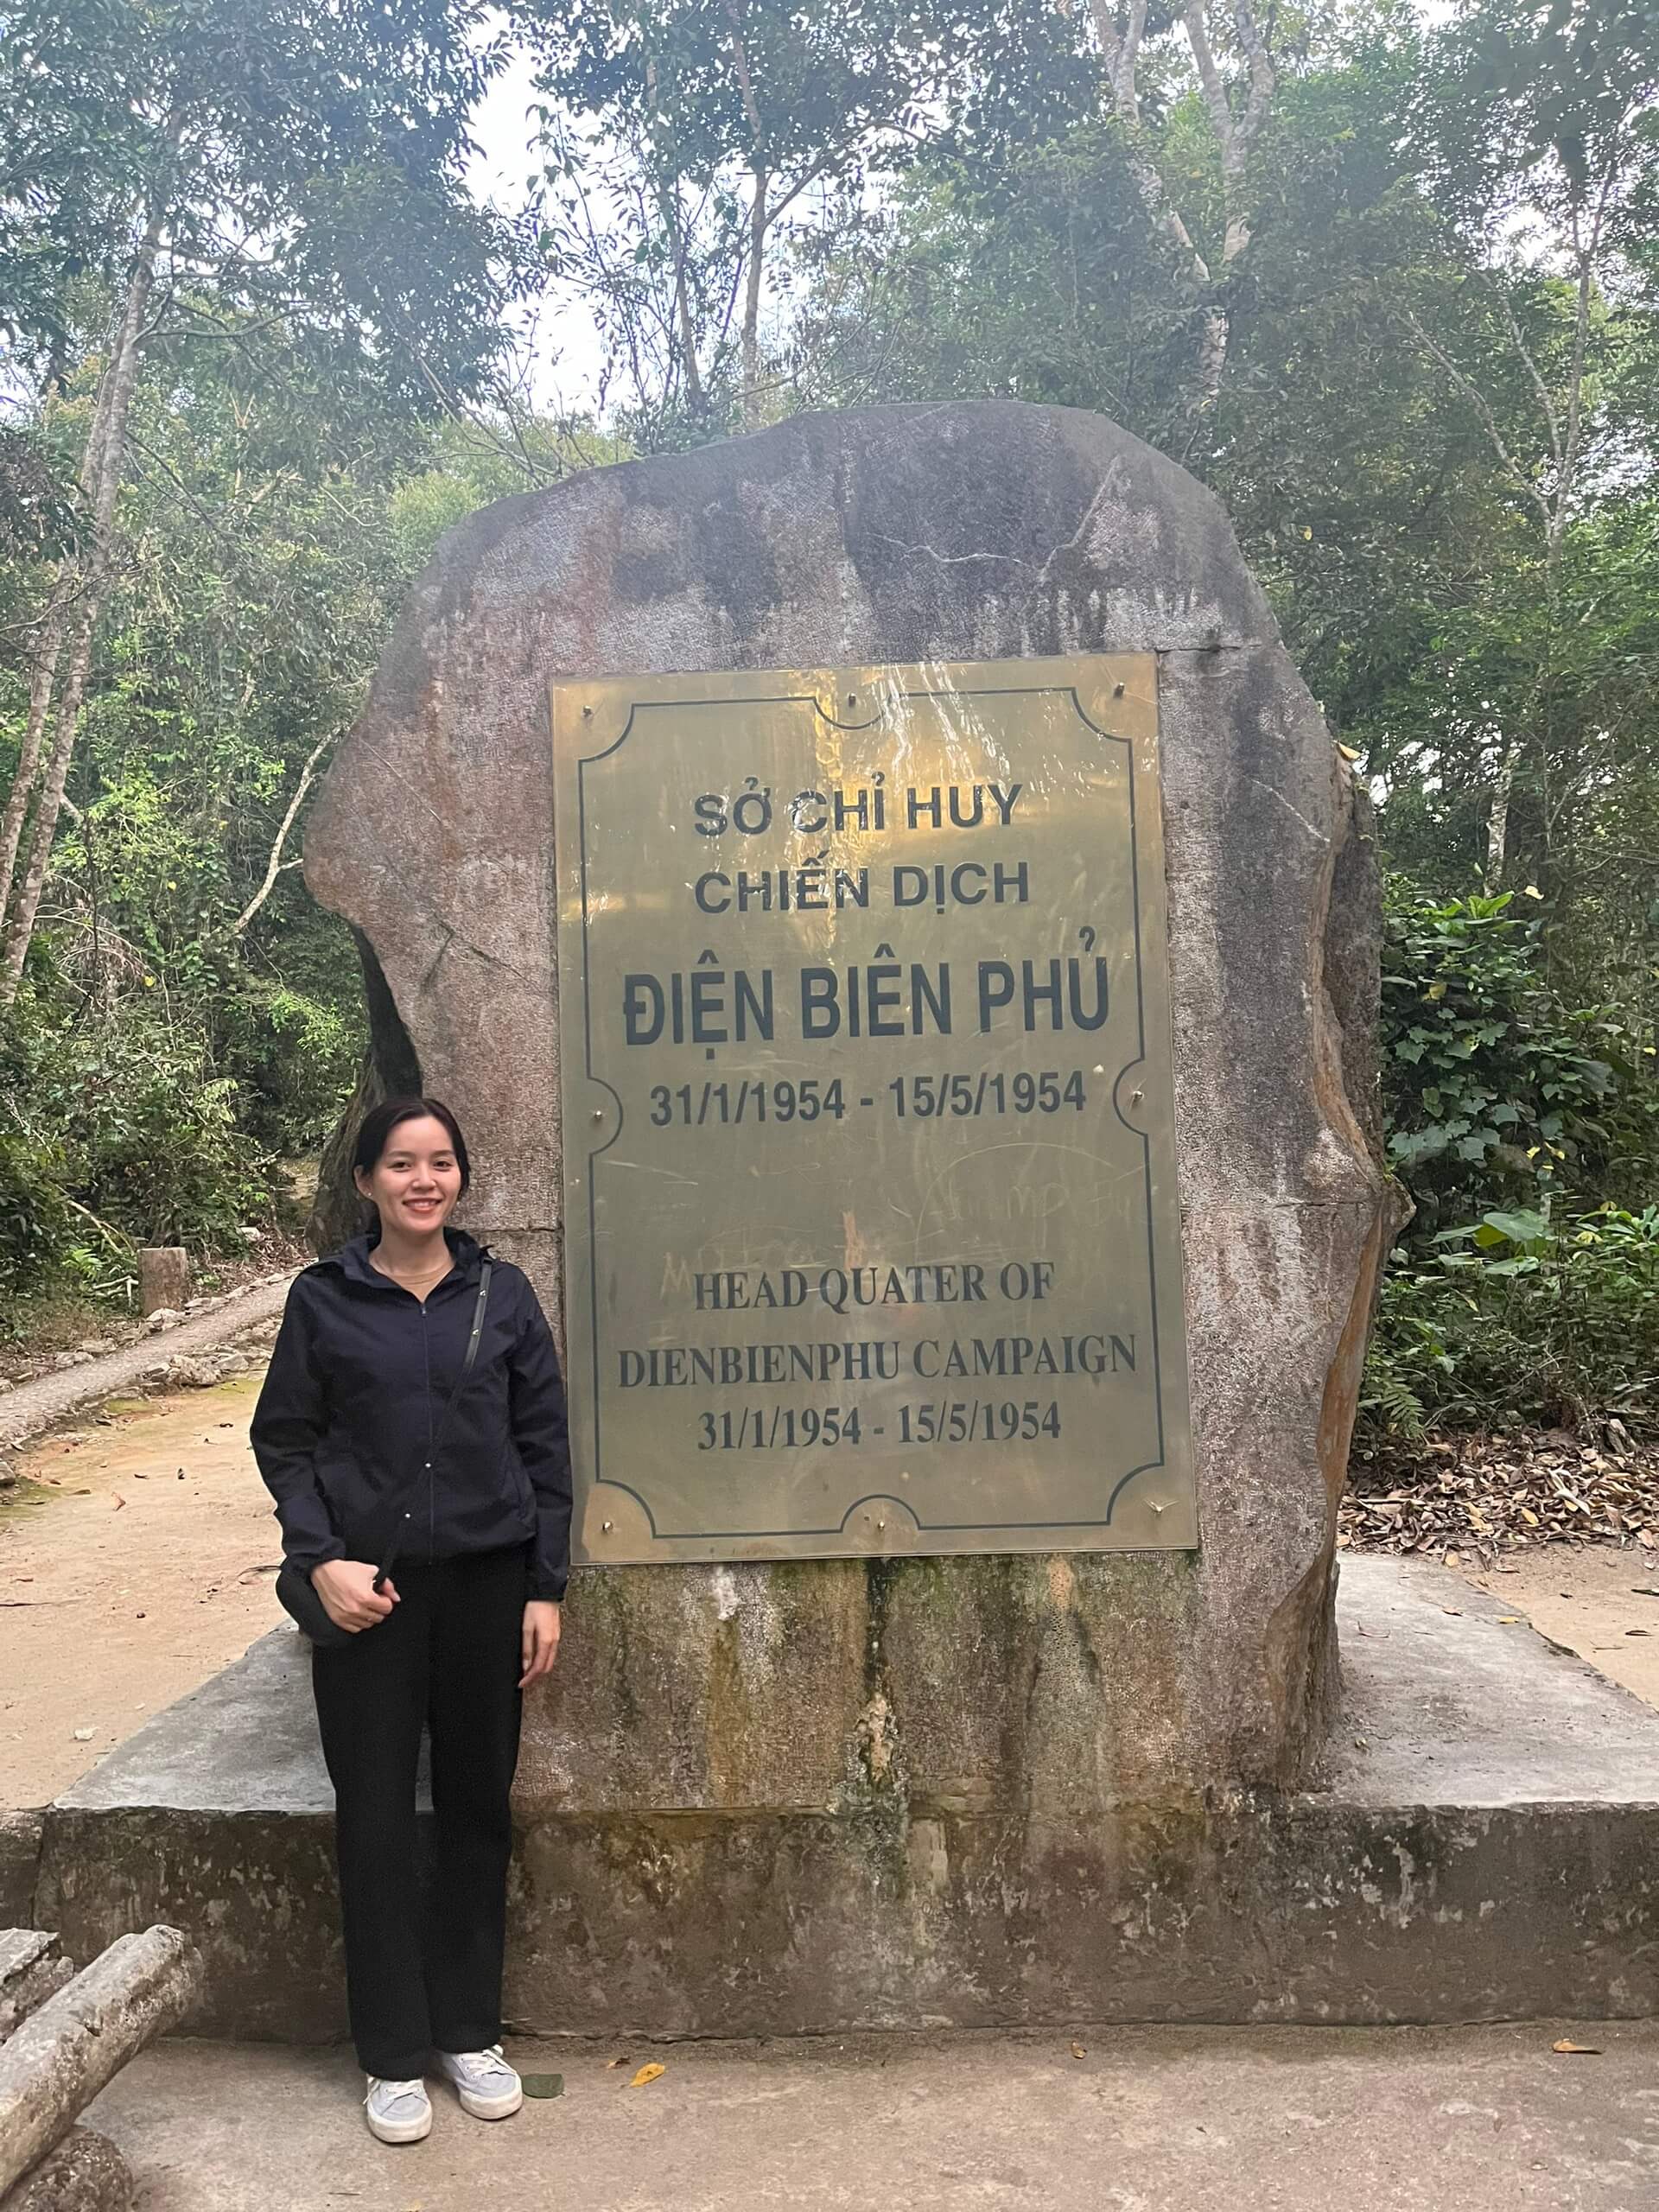 SỞ CHỈ HUY
CHIẾN DỊCH
ĐIỆN BIÊN PHỦ
31/1/1954 - 15/5/1954
HEAD QUATER OF
DIENBIENPHU CAMPAIGN
31/1/1954 - 15/5/1954